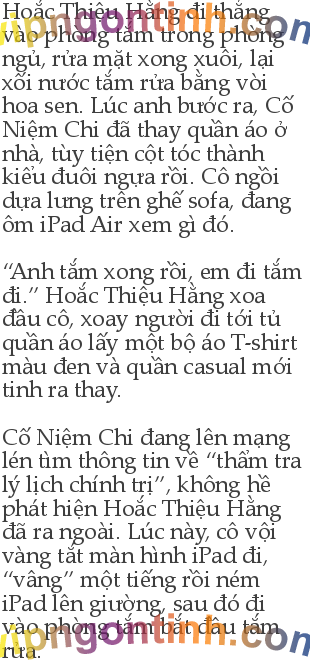 Hoắc Thiệu Hằng đi thẳng
vào phòng tắm trong phòng
ngủ, rửa mặt xong xuôi, lại
xối nước tắm rửa bằng vòi
hoa sen. Lúc anh bước ra, Cố
Niệm Chi đã thay quần áo ở
nhà, tùy tiện cột tóc thành
kiểu đuôi ngựa rồi. Cô ngồi
dựa lưng trên ghế sofa, đang
ôm iPad Air xem gì đó.
“Anh tắm xong rồi, em đi tắm
đi.” Hoắc Thiệu Hằng xoa
đầu cô, xoay người đi tới tủ
quần áo lấy một bộ áo T-shirt
màu đen và quần casual mới
tinh ra thay.
Cố Niệm Chi đang lên mạng
lén tìm thông tin về “thẩm tra
lý lịch chính trị”, không hề
phát hiện Hoắc Thiệu Hằng
đã ra ngoài. Lúc này, cô vội
vàng tắt màn hình iPad đi,
“vâng” một tiếng rồi ném
iPad lên giường, sau đó đi
vào phòng tắm bắt đầu tắm
rửa.